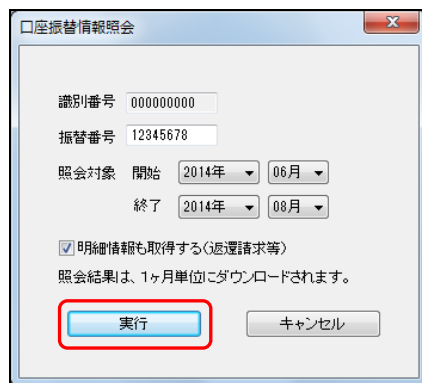 口座振替情報照会
識別番号 000000000
振替番号 12345678
照会対象 開始 2014年 06月
終了 2014年 08月
明細情報も取得する(返還請求等)
照会結果は、1ヶ月単位にダウンロードされます。
実行 キャンセル